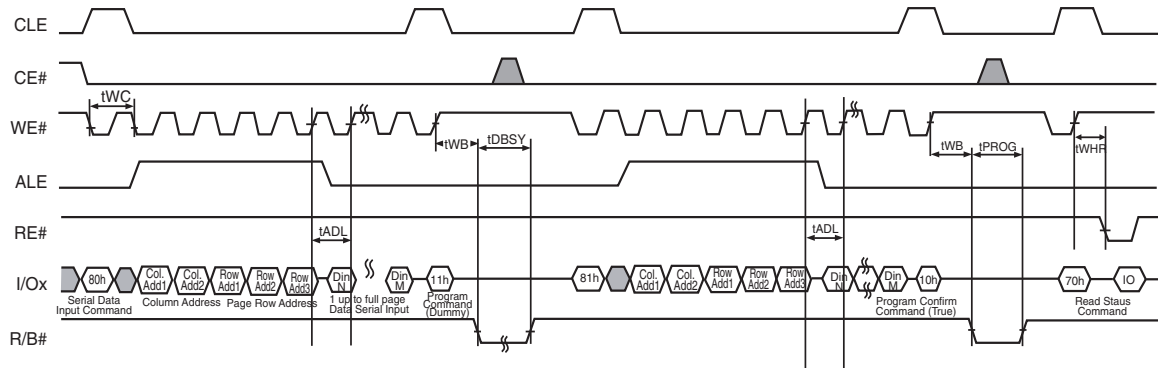 CLE
CE#
tWC
WE#
tWB
tDBSY
tWB
tPROG
tWHR
ALE
RE#
tADL
tADL
I/Ox
80h
Col.
Add1
Col.
Add2
Row
Add1
Row
Add2
Row
Add3
Din
N
Din
M
11h
81h
Col.
Add1
Col.
Add2
Row
Add1
Row
Add2
Row
Add3
Din
N
Din
M
10h
70h
IO
Serial Data
Input Command
Column Address
Page Row Address
1 up to full page
Data Serial Input
Program
Command
(Dummy)
Program Confirm
Command (True)
Read Staus
Command
R/B#